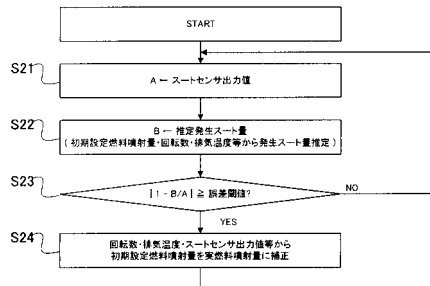 START
S21
A ← スートセンサ出力値
S22
B ← 推定発生スート量
( 初期設定燃料噴射量・回転数・排気温度等から発生スート量推定 )
S23
|1 - B/A| ≧ 誤差閾値?
NO
YES
S24
回転数・排気温度・スートセンサ出力値等から
初期設定燃料噴射量を実燃料噴射量に補正